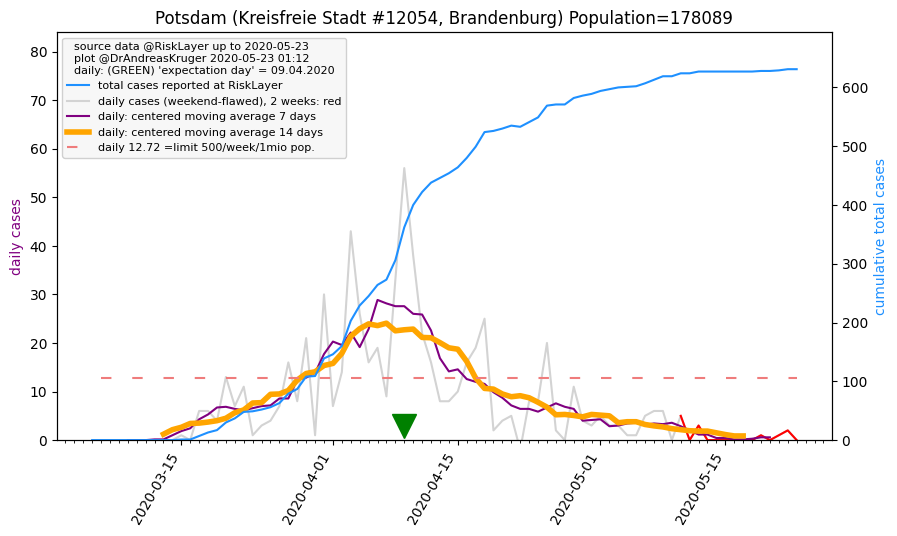 Potsdam (Kreisfreie Stadt #12054, Brandenburg) Population=178089
source data @RiskLayer up to 2020-05-23
plot @DrAndreasKruger 2020-05-23 01:12
daily: (GREEN) 'expectation day' = 09.04.2020
total cases reported at RiskLayer
daily cases (weekend-flawed), 2 weeks: red
daily: centered moving average 7 days
daily: centered moving average 14 days
daily 12.72 =limit 500/week/1mio pop.
daily cases
80
70
60
50
40
30
20
10
0
cumulative total cases
600
500
400
300
200
100
0
2020-03-15
2020-04-01
2020-04-15
2020-05-01
2020-05-15